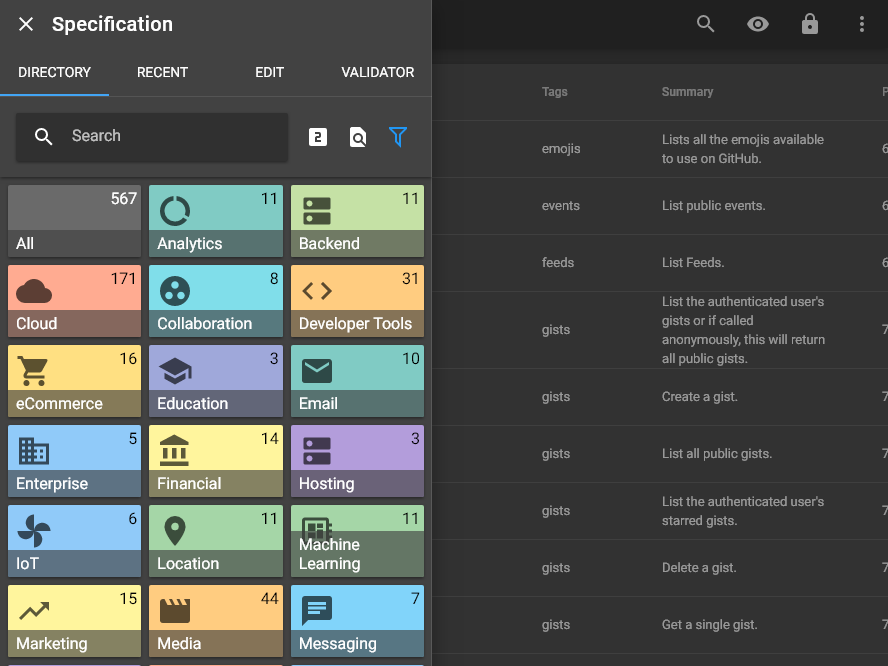 Specification
DIRECTORY
RECENT
EDIT
VALIDATOR
Search
2
567
All
11
Analytics
11
Backend
171
Cloud
8
Collaboration
31
Developer Tools
16
eCommerce
3
Education
10
Email
5
Enterprise
14
Financial
3
Hosting
6
IoT
11
Location
11
Machine
Learning
15
Marketing
44
Media
7
Messaging
Tags
Summary
P
emojis
Lists all the emojis available
to use on GitHub.
6
events
List public events.
6
feeds
List Feeds.
6
gists
List the authenticated user's
gists or if called
anonymously, this will return
all public gists.
7
gists
Create a gist.
7
gists
List all public gists.
7
gists
List the authenticated user's
starred gists.
7
gists
Delete a gist.
7
gists
Get a single gist.
7